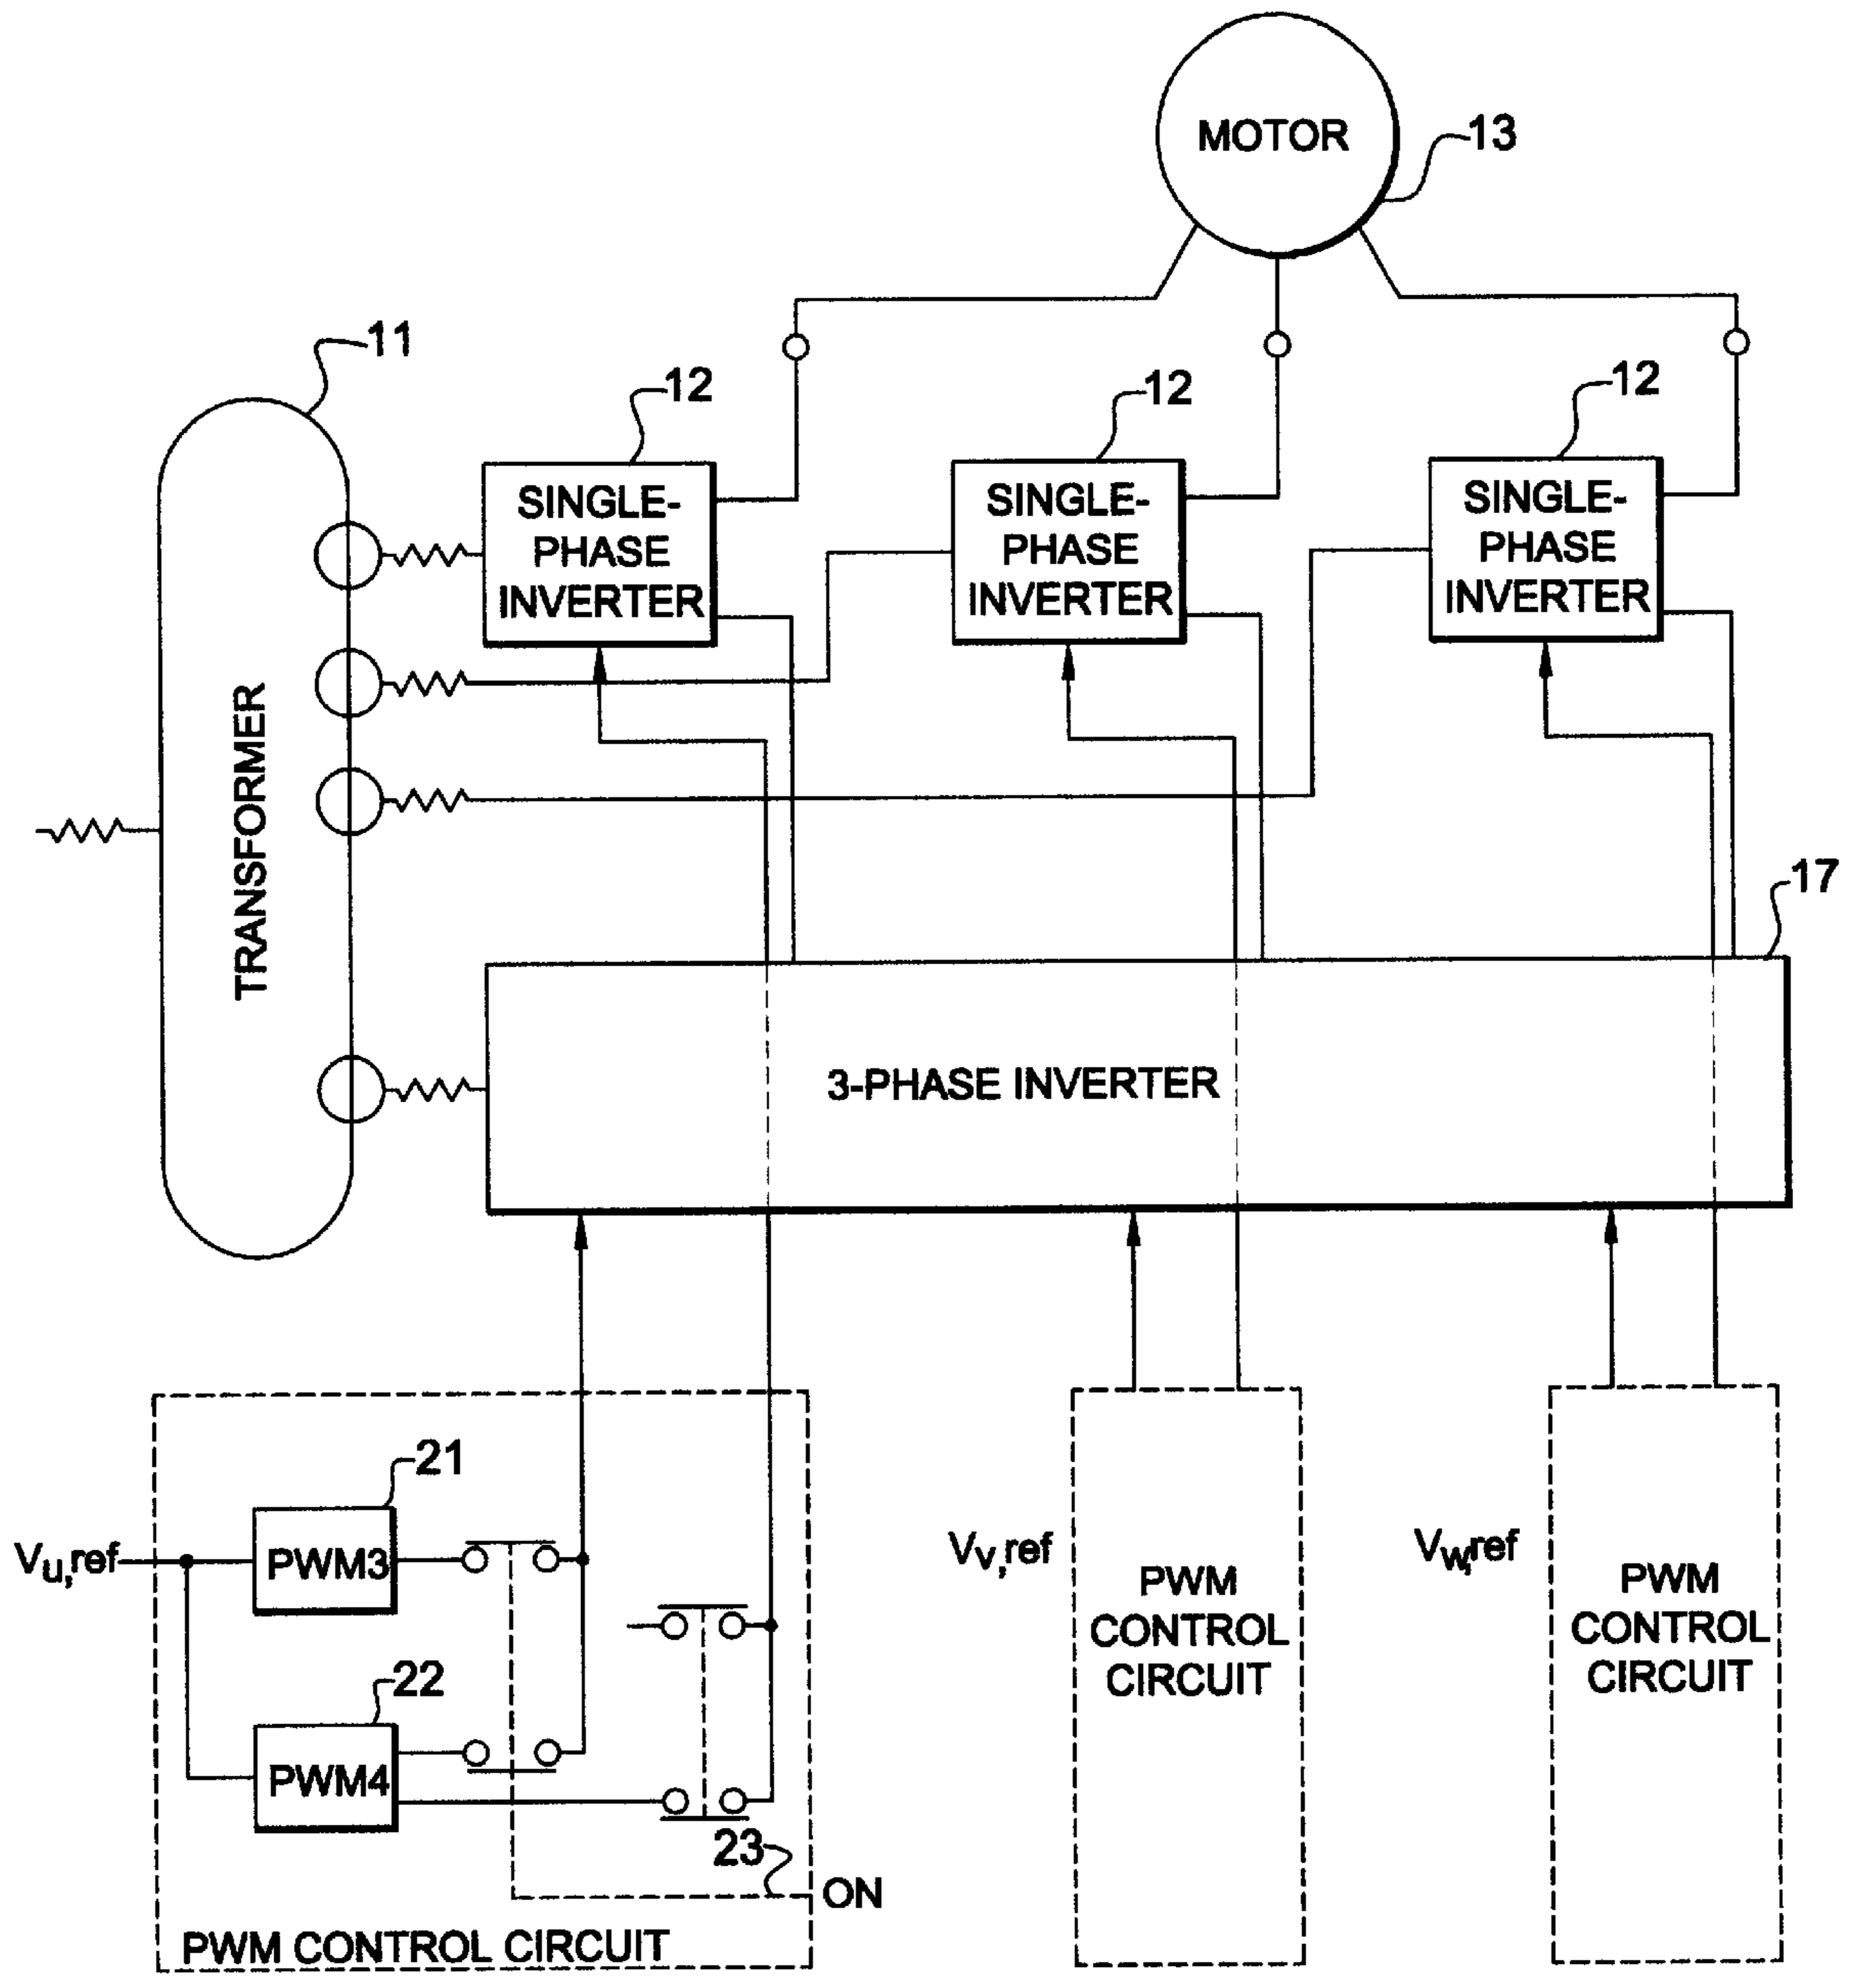 MOTOR
13
11
12
12
12
SINGLE-
PHASE
INVERTER
SINGLE-
PHASE
INVERTER
SINGLE-
PHASE
INVERTER
TRANSFORMER
17
3-PHASE INVERTER
21
Vu,ref
PWM3
22
PWM4
23
ON
PWM CONTROL CIRCUIT
Vv,ref
PWM
CONTROL
CIRCUIT
Vw,ref
PWM
CONTROL
CIRCUIT